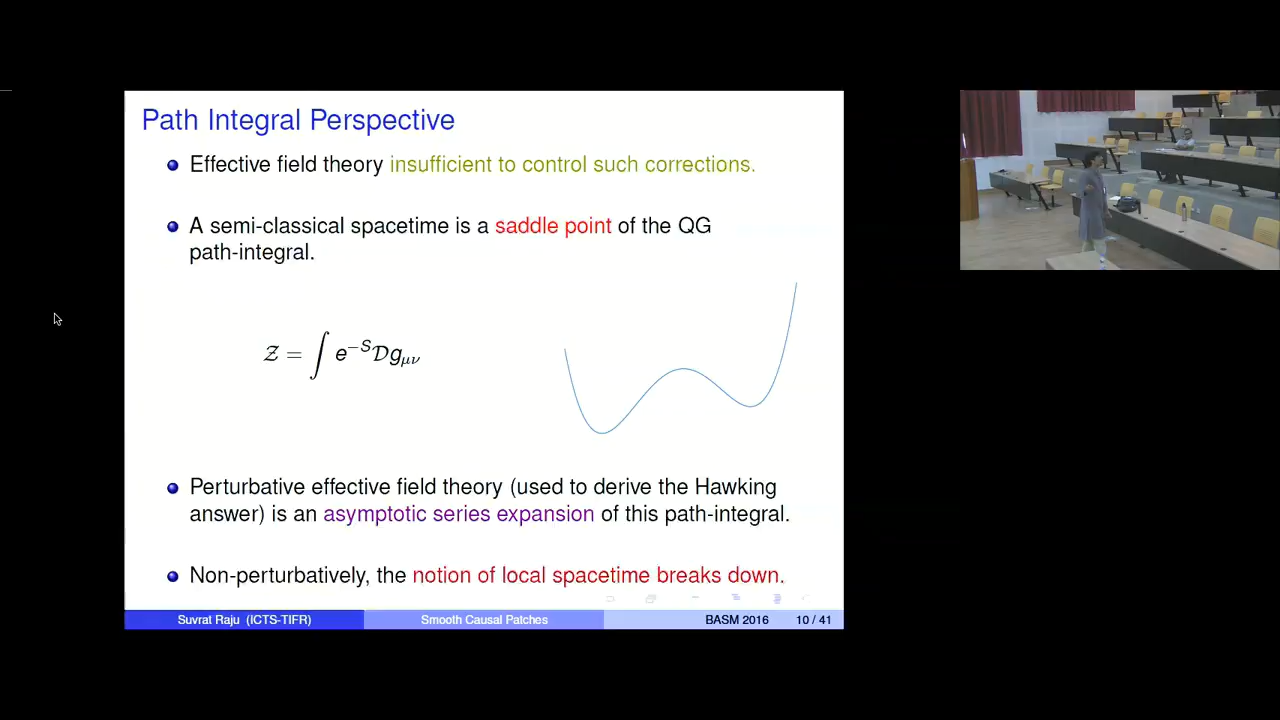 Path Integral Perspective
Effective field theory insufficient to control such corrections.
A semi-classical spacetime is a saddle point of the QG
path-integral.
𝒵 = ∫ e^{−S} 𝒟g_{μν}
Perturbative effective field theory (used to derive the Hawking
answer) is an asymptotic series expansion of this path-integral.
Non-perturbatively, the notion of local spacetime breaks down.
Suvrat Raju (ICTS-TIFR) Smooth Causal Patches BASM 2016 10 / 41